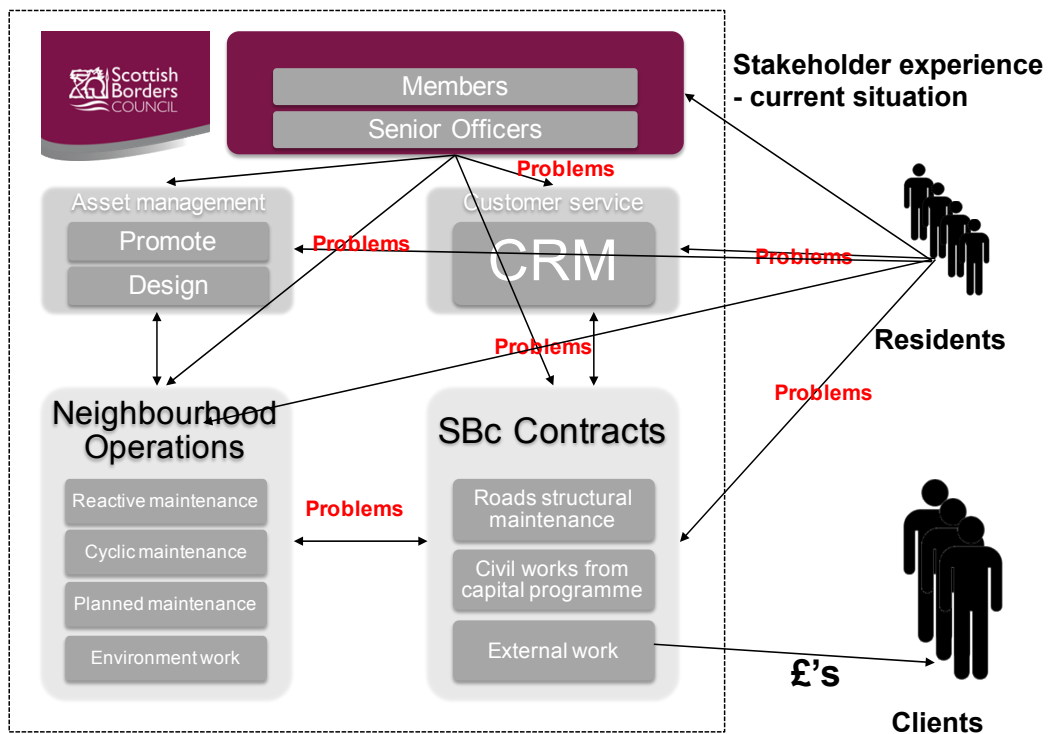 Scottish
Borders
COUNCIL
Members
Senior Officers
Stakeholder experience
- current situation
Problems
Asset management
Promote
Design
Customer service
CRM
Problems
Problems
Residents
Problems
Problems
Neighbourhood
Operations
Reactive maintenance
Cyclic maintenance
Planned maintenance
Environment work
Problems
SBc Contracts
Roads structural
maintenance
Civil works from
capital programme
External work
£'s
Clients